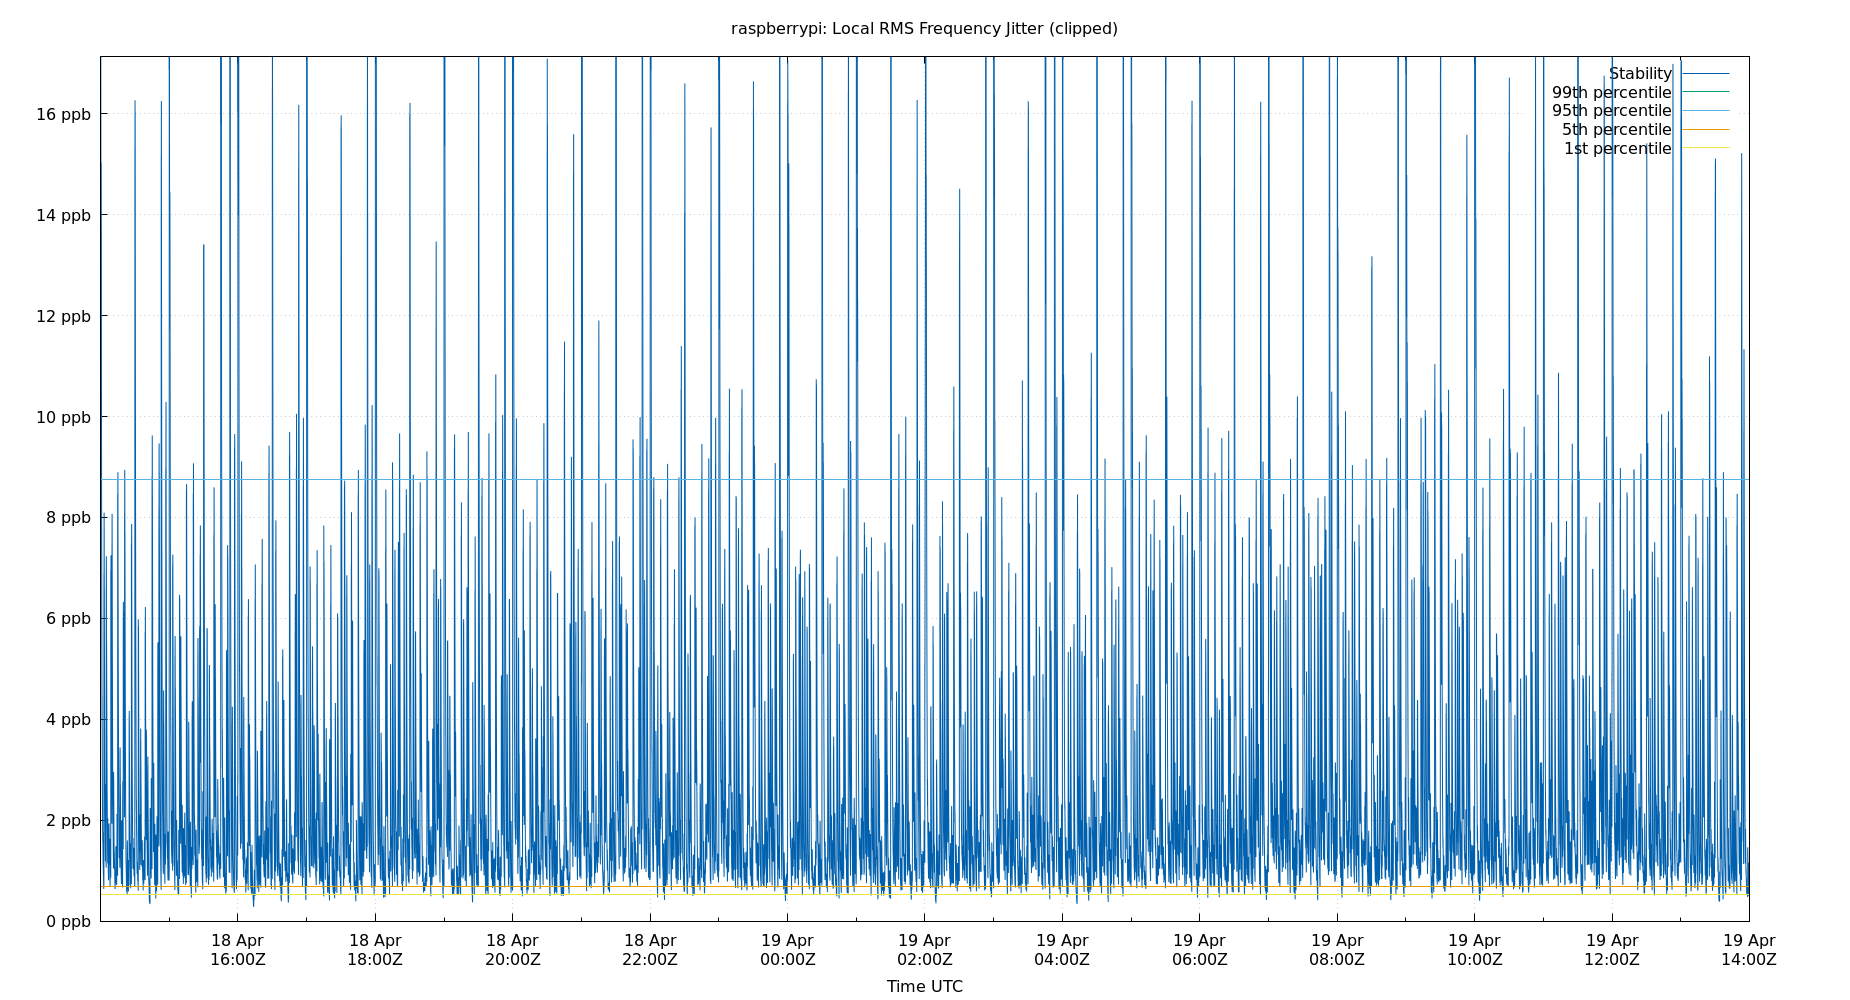 raspberrypi: Local RMS Frequency Jitter (clipped)
Stability
99th percentile
95th percentile
5th percentile
1st percentile
16 ppb
14 ppb
12 ppb
10 ppb
8 ppb
6 ppb
4 ppb
2 ppb
0 ppb
18 Apr 18 Apr 18 Apr 18 Apr 19 Apr 19 Apr 19 Apr 19 Apr 19 Apr 19 Apr 19 Apr 19 Apr
16:00Z 18:00Z 20:00Z 22:00Z 00:00Z 02:00Z 04:00Z 06:00Z 08:00Z 10:00Z 12:00Z 14:00Z
Time UTC